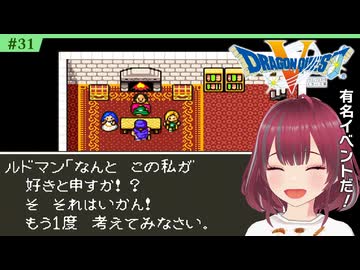 #31
DRAGON QUEST
V
有名イベントだ!
ルドマン「なんと この私が
好きと申すか!?
そ それはいかん!
もう1度 考えてみなさい。